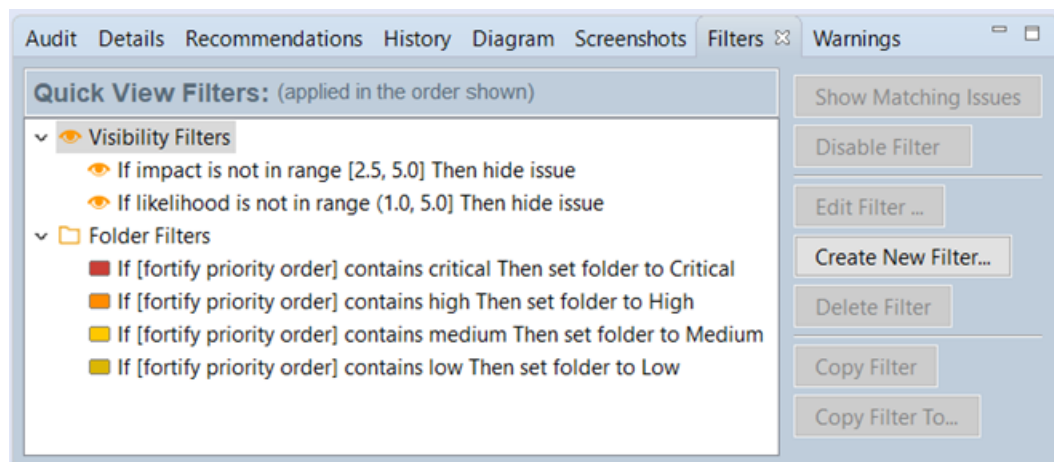 Audit Details Recommendations History Diagram Screenshots Filters Warnings
Quick View Filters: (applied in the order shown)
Visibility Filters
If impact is not in range [2.5, 5.0] Then hide issue
If likelihood is not in range (1.0, 5.0] Then hide issue
Folder Filters
If [fortify priority order] contains critical Then set folder to Critical
If [fortify priority order] contains high Then set folder to High
If [fortify priority order] contains medium Then set folder to Medium
If [fortify priority order] contains low Then set folder to Low
Show Matching Issues
Disable Filter
Edit Filter ...
Create New Filter...
Delete Filter
Copy Filter
Copy Filter To...